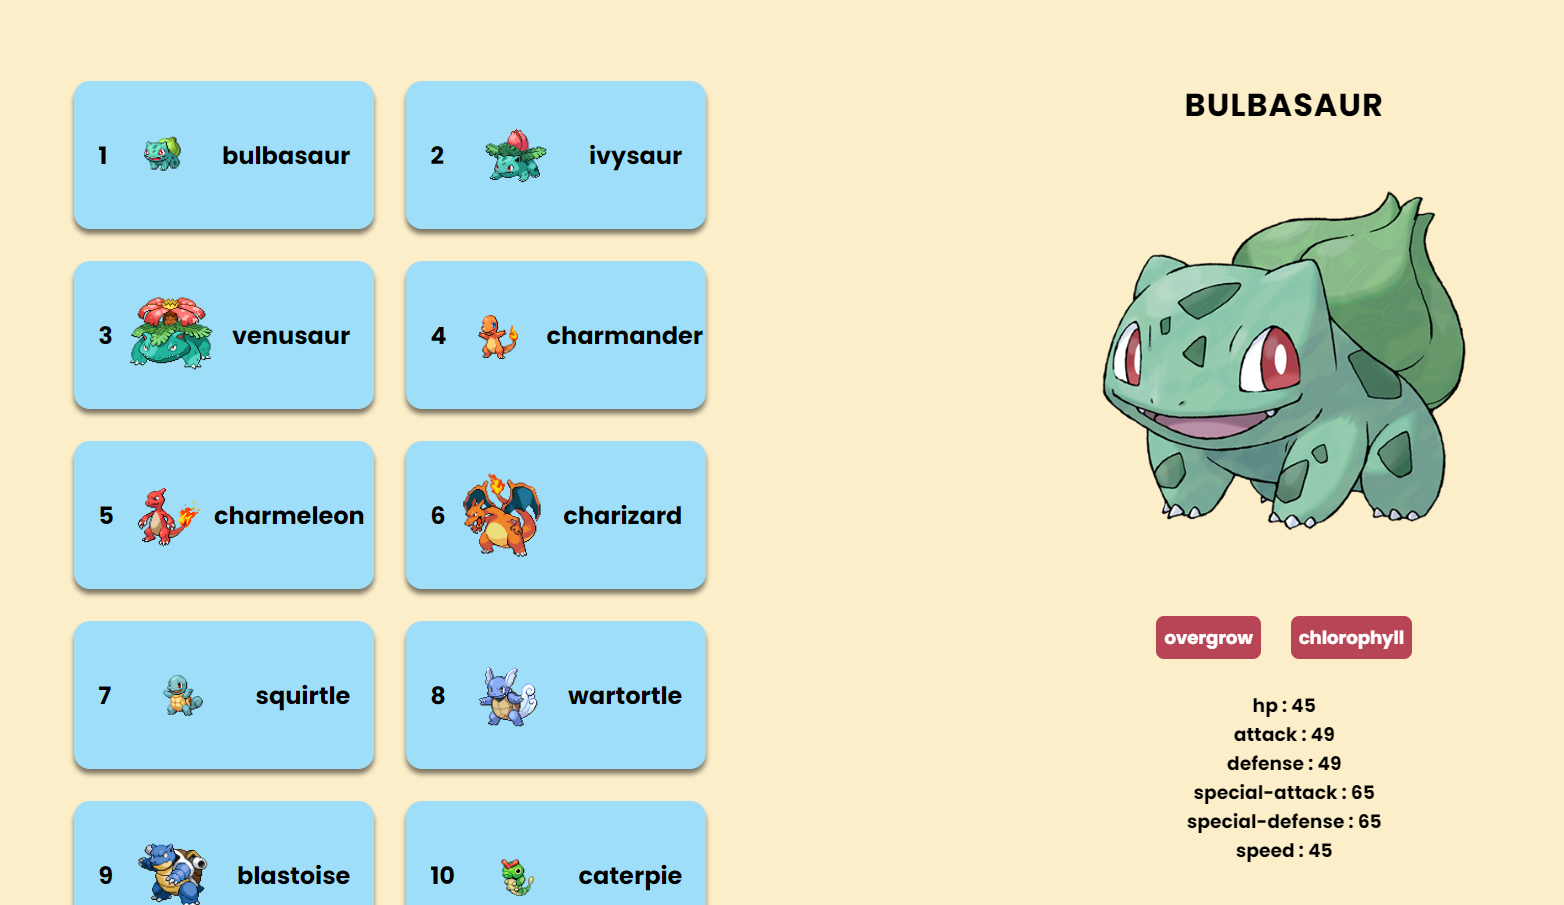 1 bulbasaur
2 ivysaur
3 venusaur
4 charmander
5 charmeleon
6 charizard
7 squirtle
8 wartortle
9 blastoise
10 caterpie
BULBASAUR
overgrow
chlorophyll
hp : 45
attack : 49
defense : 49
special-attack : 65
special-defense : 65
speed : 45